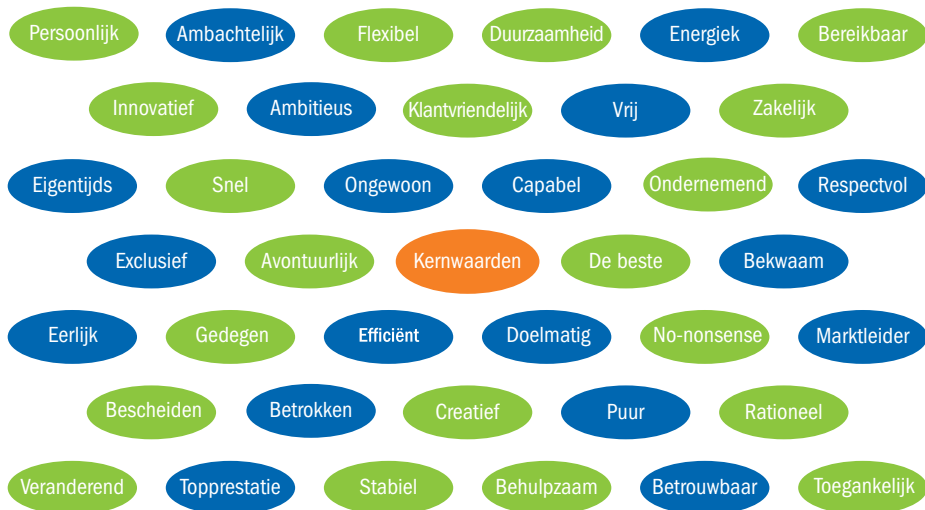 Persoonlijk Ambachtelijk Flexibel Duurzaamheid Energiek Bereikbaar
Innovatief Ambitieus Klantvriendelijk Vrij Zakelijk
Eigentijds Snel Ongewoon Capabel Ondernemend Respectvol
Exclusief Avontuurlijk Kernwaarden De beste Bekwaam
Eerlijk Gedegen Efficiënt Doelmatig No-nonsense Marktleider
Bescheiden Betrokken Creatief Puur Rationeel
Veranderend Topprestatie Stabiel Behulpzaam Betrouwbaar Toegankelijk